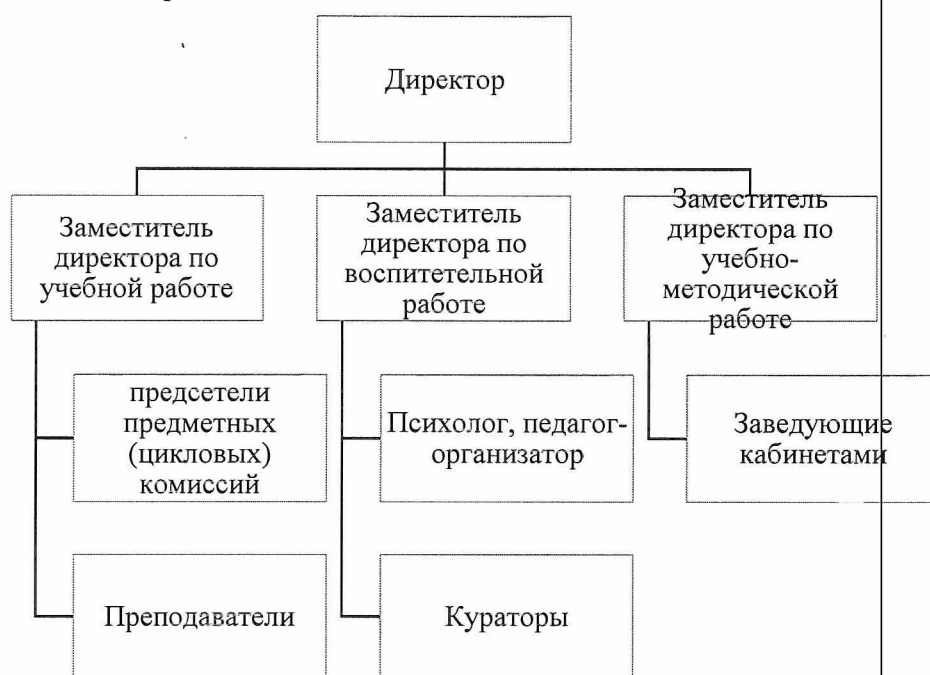 Директор
Заместитель
директора по
учебной работе
Заместитель
директора по
воспитетельной
работе
Заместитель
директора по
учебно-
методической
работе
предсетели
предметных
(цикловых)
комиссий
Психолог, педагог-
организатор
Заведующие
кабинетами
Преподаватели
Кураторы